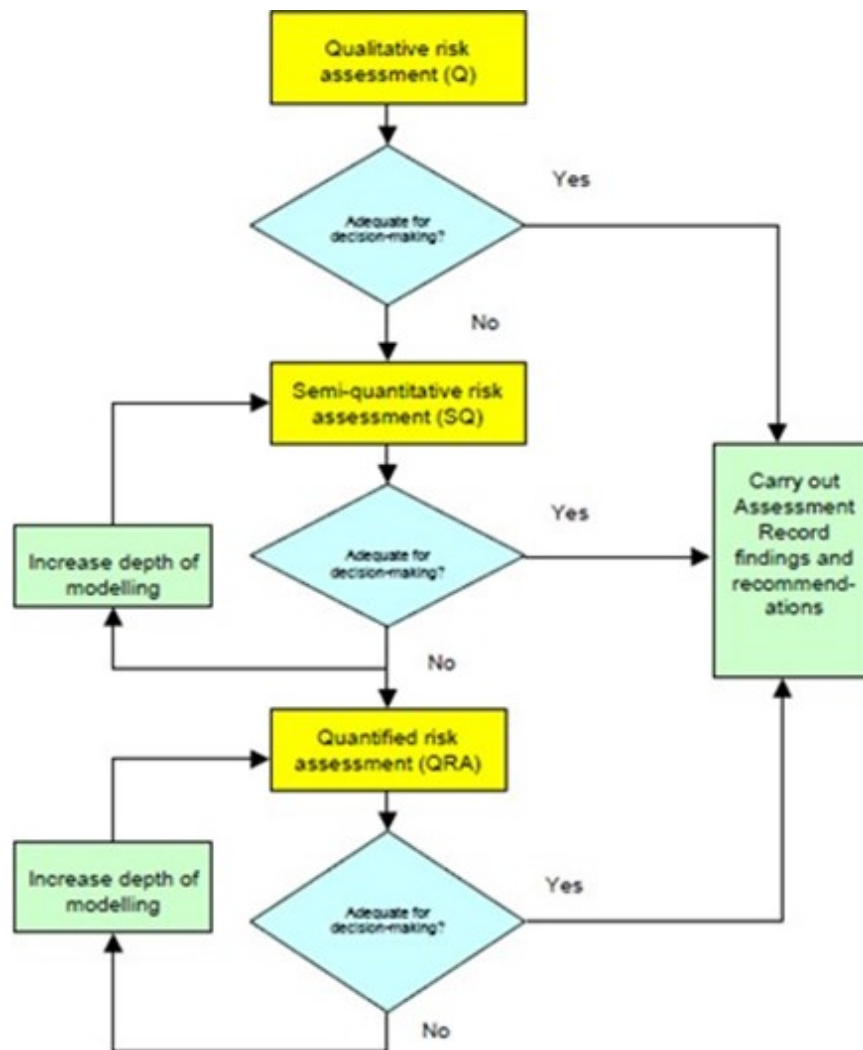 Qualitative risk
assessment (Q)
Yes
Adequate for
decision-making?
No
Semi-quantitative risk
assessment (SQ)
Carry out
Assessment
Record
findings and
recommend-
ations
Yes
Increase depth of
modelling
Adequate for
decision-making?
No
Quantified risk
assessment (QRA)
Increase depth of
modelling
Yes
Adequate for
decision-making?
No